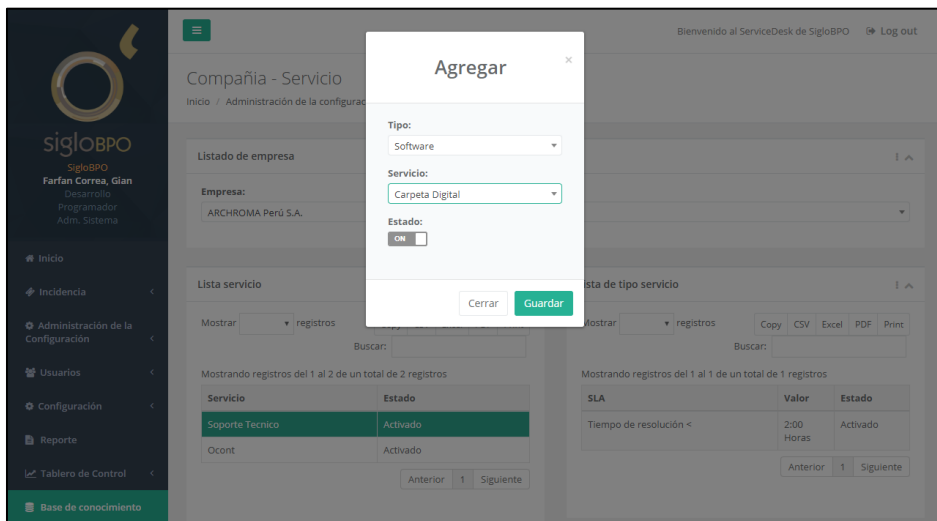 Bienvenido al ServiceDesk de SigloBPO
Log out
sigloBPO
SigloBPO
Farfan Correa, Gian
Desarrollo
Programador
Adm. Sistema
Inicio
Incidencia
Administración de la
Configuración
Usuarios
Configuración
Reporte
Tablero de Control
Base de conocimiento
Compañia - Servicio
Inicio / Administración de la
Listado de empresa
Empresa:
ARCHROMA Perú S.A.
Agregar
×
Tipo:
Software
Servicio:
Carpeta Digital
Estado:
ON
Cerrar
Guardar
Lista servicio
Mostrar registros
Buscar:
Mostrando registros del 1 al 2 de un total de 2 registros
Servicio Estado
Soporte Tecnico Activado
Ocont Activado
Anterior 1 Siguiente
ista de tipo servicio
Mostrar registros
Copy CSV Excel PDF Print
Buscar:
Mostrando registros del 1 al 1 de un total de 1 registros
SLA Valor Estado
Tiempo de resolución < 2:00 Activado
Horas
Anterior 1 Siguiente